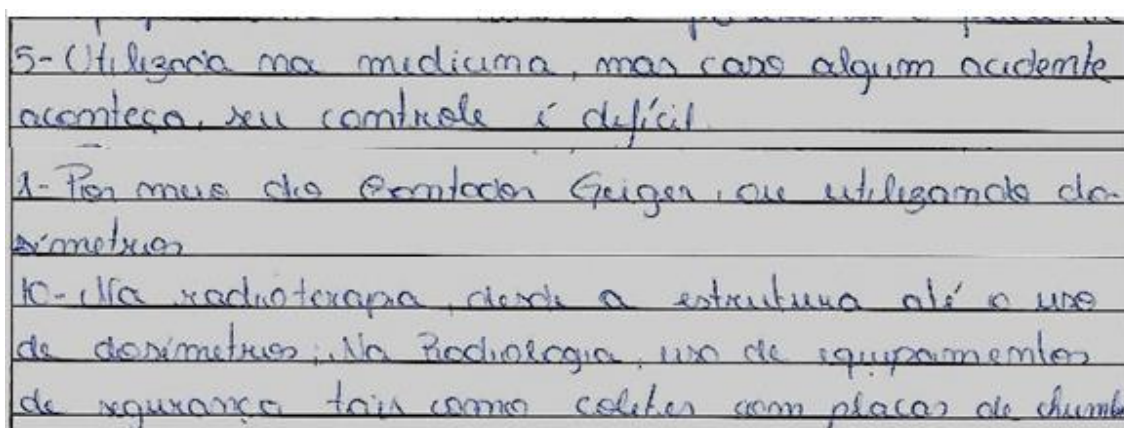 5- Utilizada na medicina, mas caso algum acidente
aconteça, seu controle é difícil.
1- Por meio do Contador Geiger, ou utilizando do-
símetros
10- Na radioterapia, desde a estrutura até o uso
de dosímetros; Na Radiologia, uso de equipamentos
de segurança tais como coletes com placas de chumb